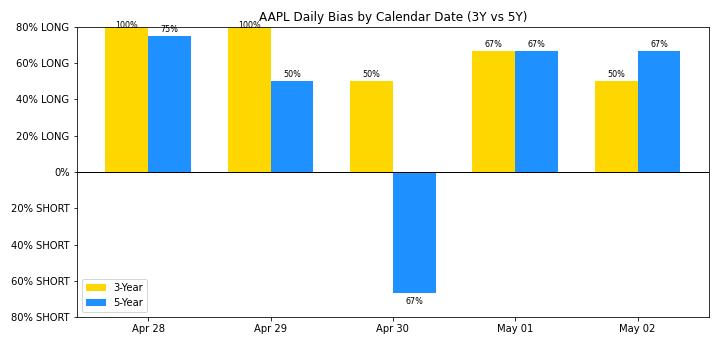 AAPL Daily Bias by Calendar Date (3Y vs 5Y)
80% LONG
60% LONG
40% LONG
20% LONG
0%
20% SHORT
40% SHORT
60% SHORT
80% SHORT
100%
75%
100%
50%
50%
67%
67%
67%
50%
67%
3-Year
5-Year
Apr 28
Apr 29
Apr 30
May 01
May 02